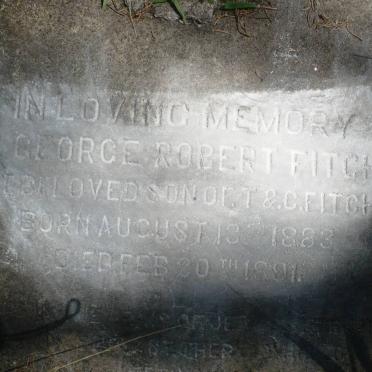 IN LOVING MEMORY
GEORGE ROBERT FITCH
BELOVED SON OF T & C. FITCH
BORN AUGUST 13TH 1883
DIED FEB 20TH 1891